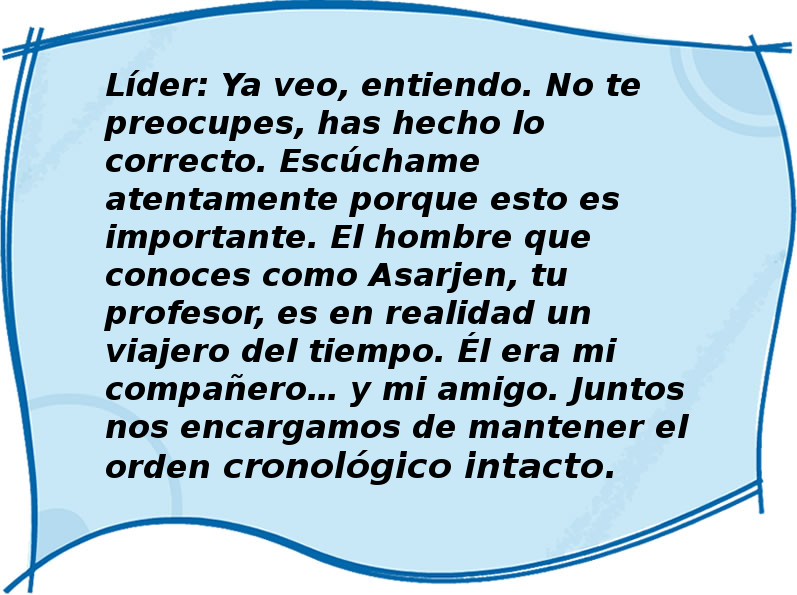 Líder: Ya veo, entiendo. No te
preocupes, has hecho lo
correcto. Escúchame
atentamente porque esto es
importante. El hombre que
conoces como Asarjen, tu
profesor, es en realidad un
viajero del tiempo. Él era mi
compañero… y mi amigo. Juntos
nos encargamos de mantener el
orden cronológico intacto.